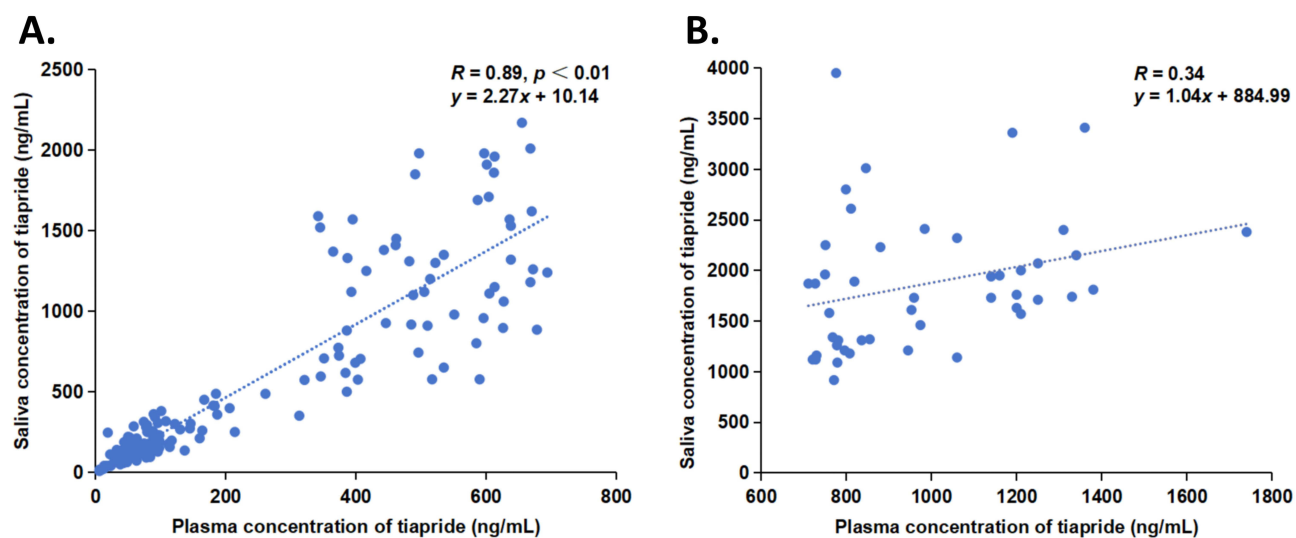 A.
B.
Saliva concentration of tiapride (ng/mL)
2500
2000
1500
1000
500
0
R = 0.89, p < 0.01
y = 2.27x + 10.14
0 200 400 600 800
Plasma concentration of tiapride (ng/mL)
Saliva concentration of tiapride (ng/mL)
4000
3500
3000
2500
2000
1500
1000
500
0
R = 0.34
y = 1.04x + 884.99
600 800 1000 1200 1400 1600 1800
Plasma concentration of tiapride (ng/mL)